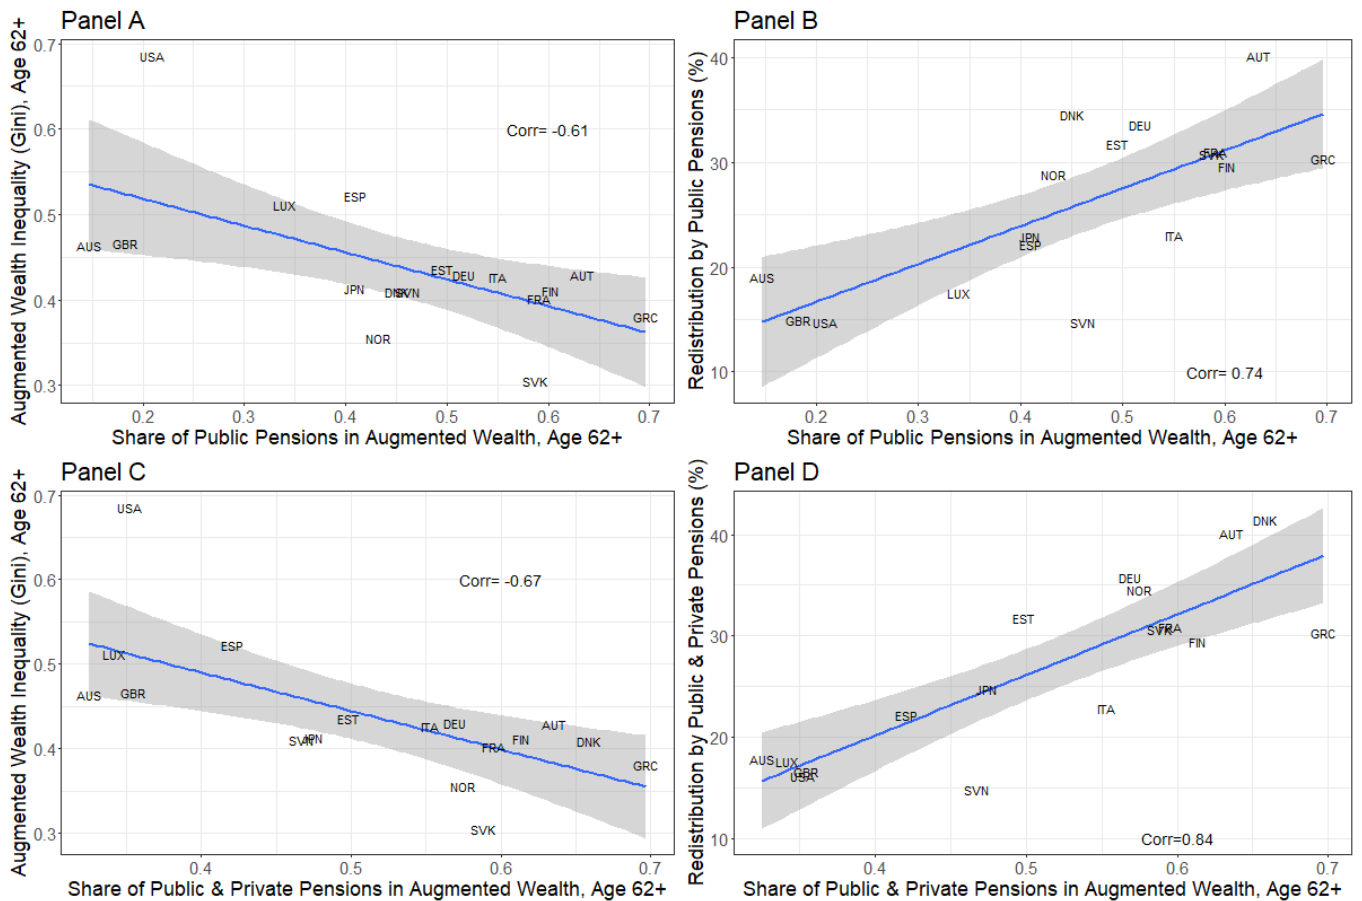 Panel A
Augmented Wealth Inequality (Gini), Age 62+
0.7
0.6
0.5
0.4
0.3
USA
Corr= -0.61
LUX
ESP
AUS
GBR
EST
DEU
ITA
AUT
JPN
DNK
SVN
FIN
FRA
GRC
NOR
SVK
0.2
0.3
0.4
0.5
0.6
0.7
Share of Public Pensions in Augmented Wealth, Age 62+
Panel B
Redistribution by Public Pensions (%)
40
30
20
10
AUT
DNK
DEU
EST
FRA
SVK
GRC
FIN
NOR
JPN
ESP
ITA
AUS
LUX
GBR
USA
SVN
Corr= 0.74
0.2
0.3
0.4
0.5
0.6
0.7
Share of Public Pensions in Augmented Wealth, Age 62+
Panel C
Augmented Wealth Inequality (Gini), Age 62+
0.7
0.6
0.5
0.4
0.3
USA
Corr= -0.67
ESP
LUX
AUS
GBR
EST
ITA
DEU
AUT
SVN
JPN
FRA
FIN
DNK
GRC
NOR
SVK
0.4
0.5
0.6
0.7
Share of Public & Private Pensions in Augmented Wealth, Age 62+
Panel D
Redistribution by Public & Private Pensions (%)
40
30
20
10
DNK
AUT
DEU
NOR
EST
SVK
FRA
FIN
GRC
JPN
ESP
ITA
AUS
LUX
GBR
USA
SVN
Corr=0.84
0.4
0.5
0.6
0.7
Share of Public & Private Pensions in Augmented Wealth, Age 62+